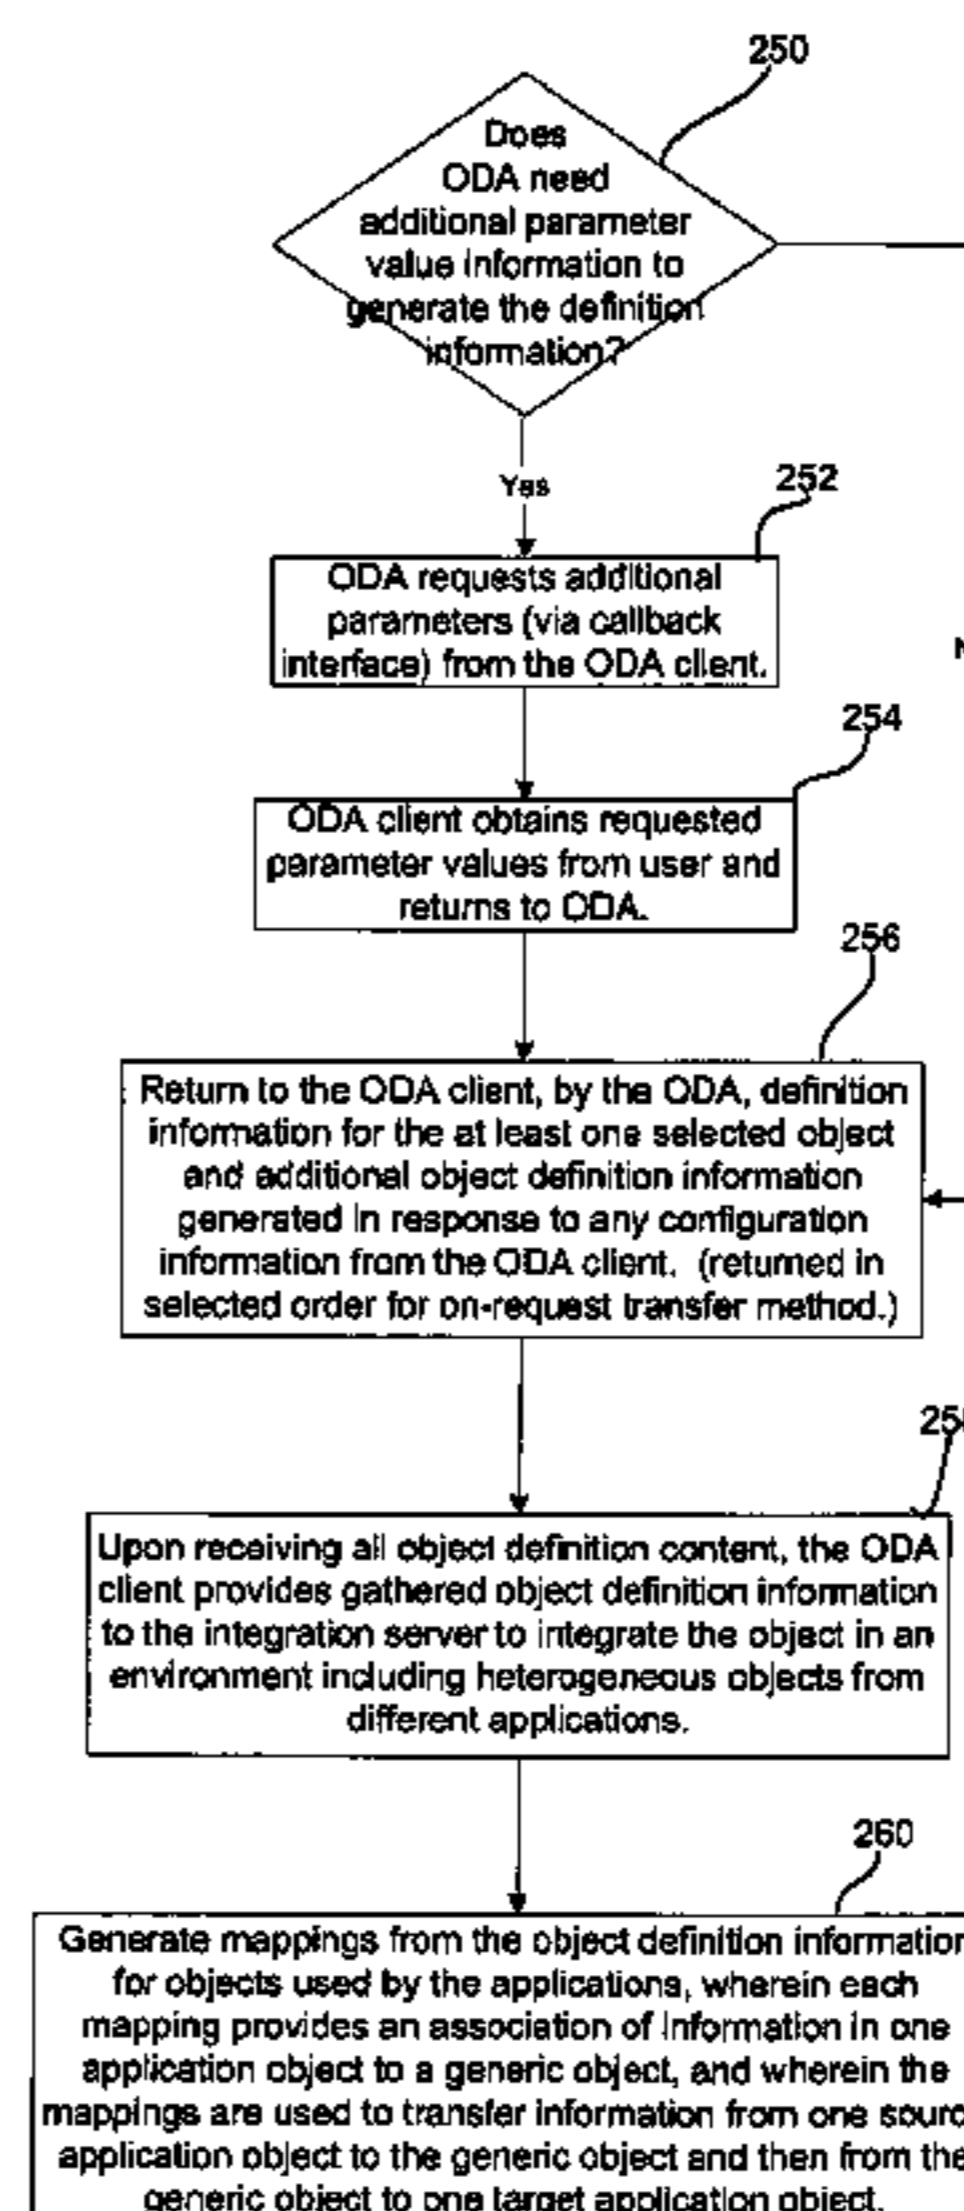 250
Does
ODA need
additional parameter
value information to
generate the definition
information?
Yes
252
ODA requests additional
parameters (via callback
interface) from the ODA client.
254
ODA client obtains requested
parameter values from user and
returns to ODA.
256
Return to the ODA client, by the ODA, definition
information for the at least one selected object
and additional object definition information
generated in response to any configuration
information from the ODA client. (returned in
selected order for on-request transfer method.)
Upon receiving all object definition content, the ODA
client provides gathered object definition information
to the integration server to integrate the object in an
environment including heterogeneous objects from
different applications.
260
Generate mappings from the object definition information
for objects used by the applications, wherein each
mapping provides an association of information in one
application object to a generic object, and wherein the
mappings are used to transfer information from one
application object to the generic object and then from the
generic object to one target application object.